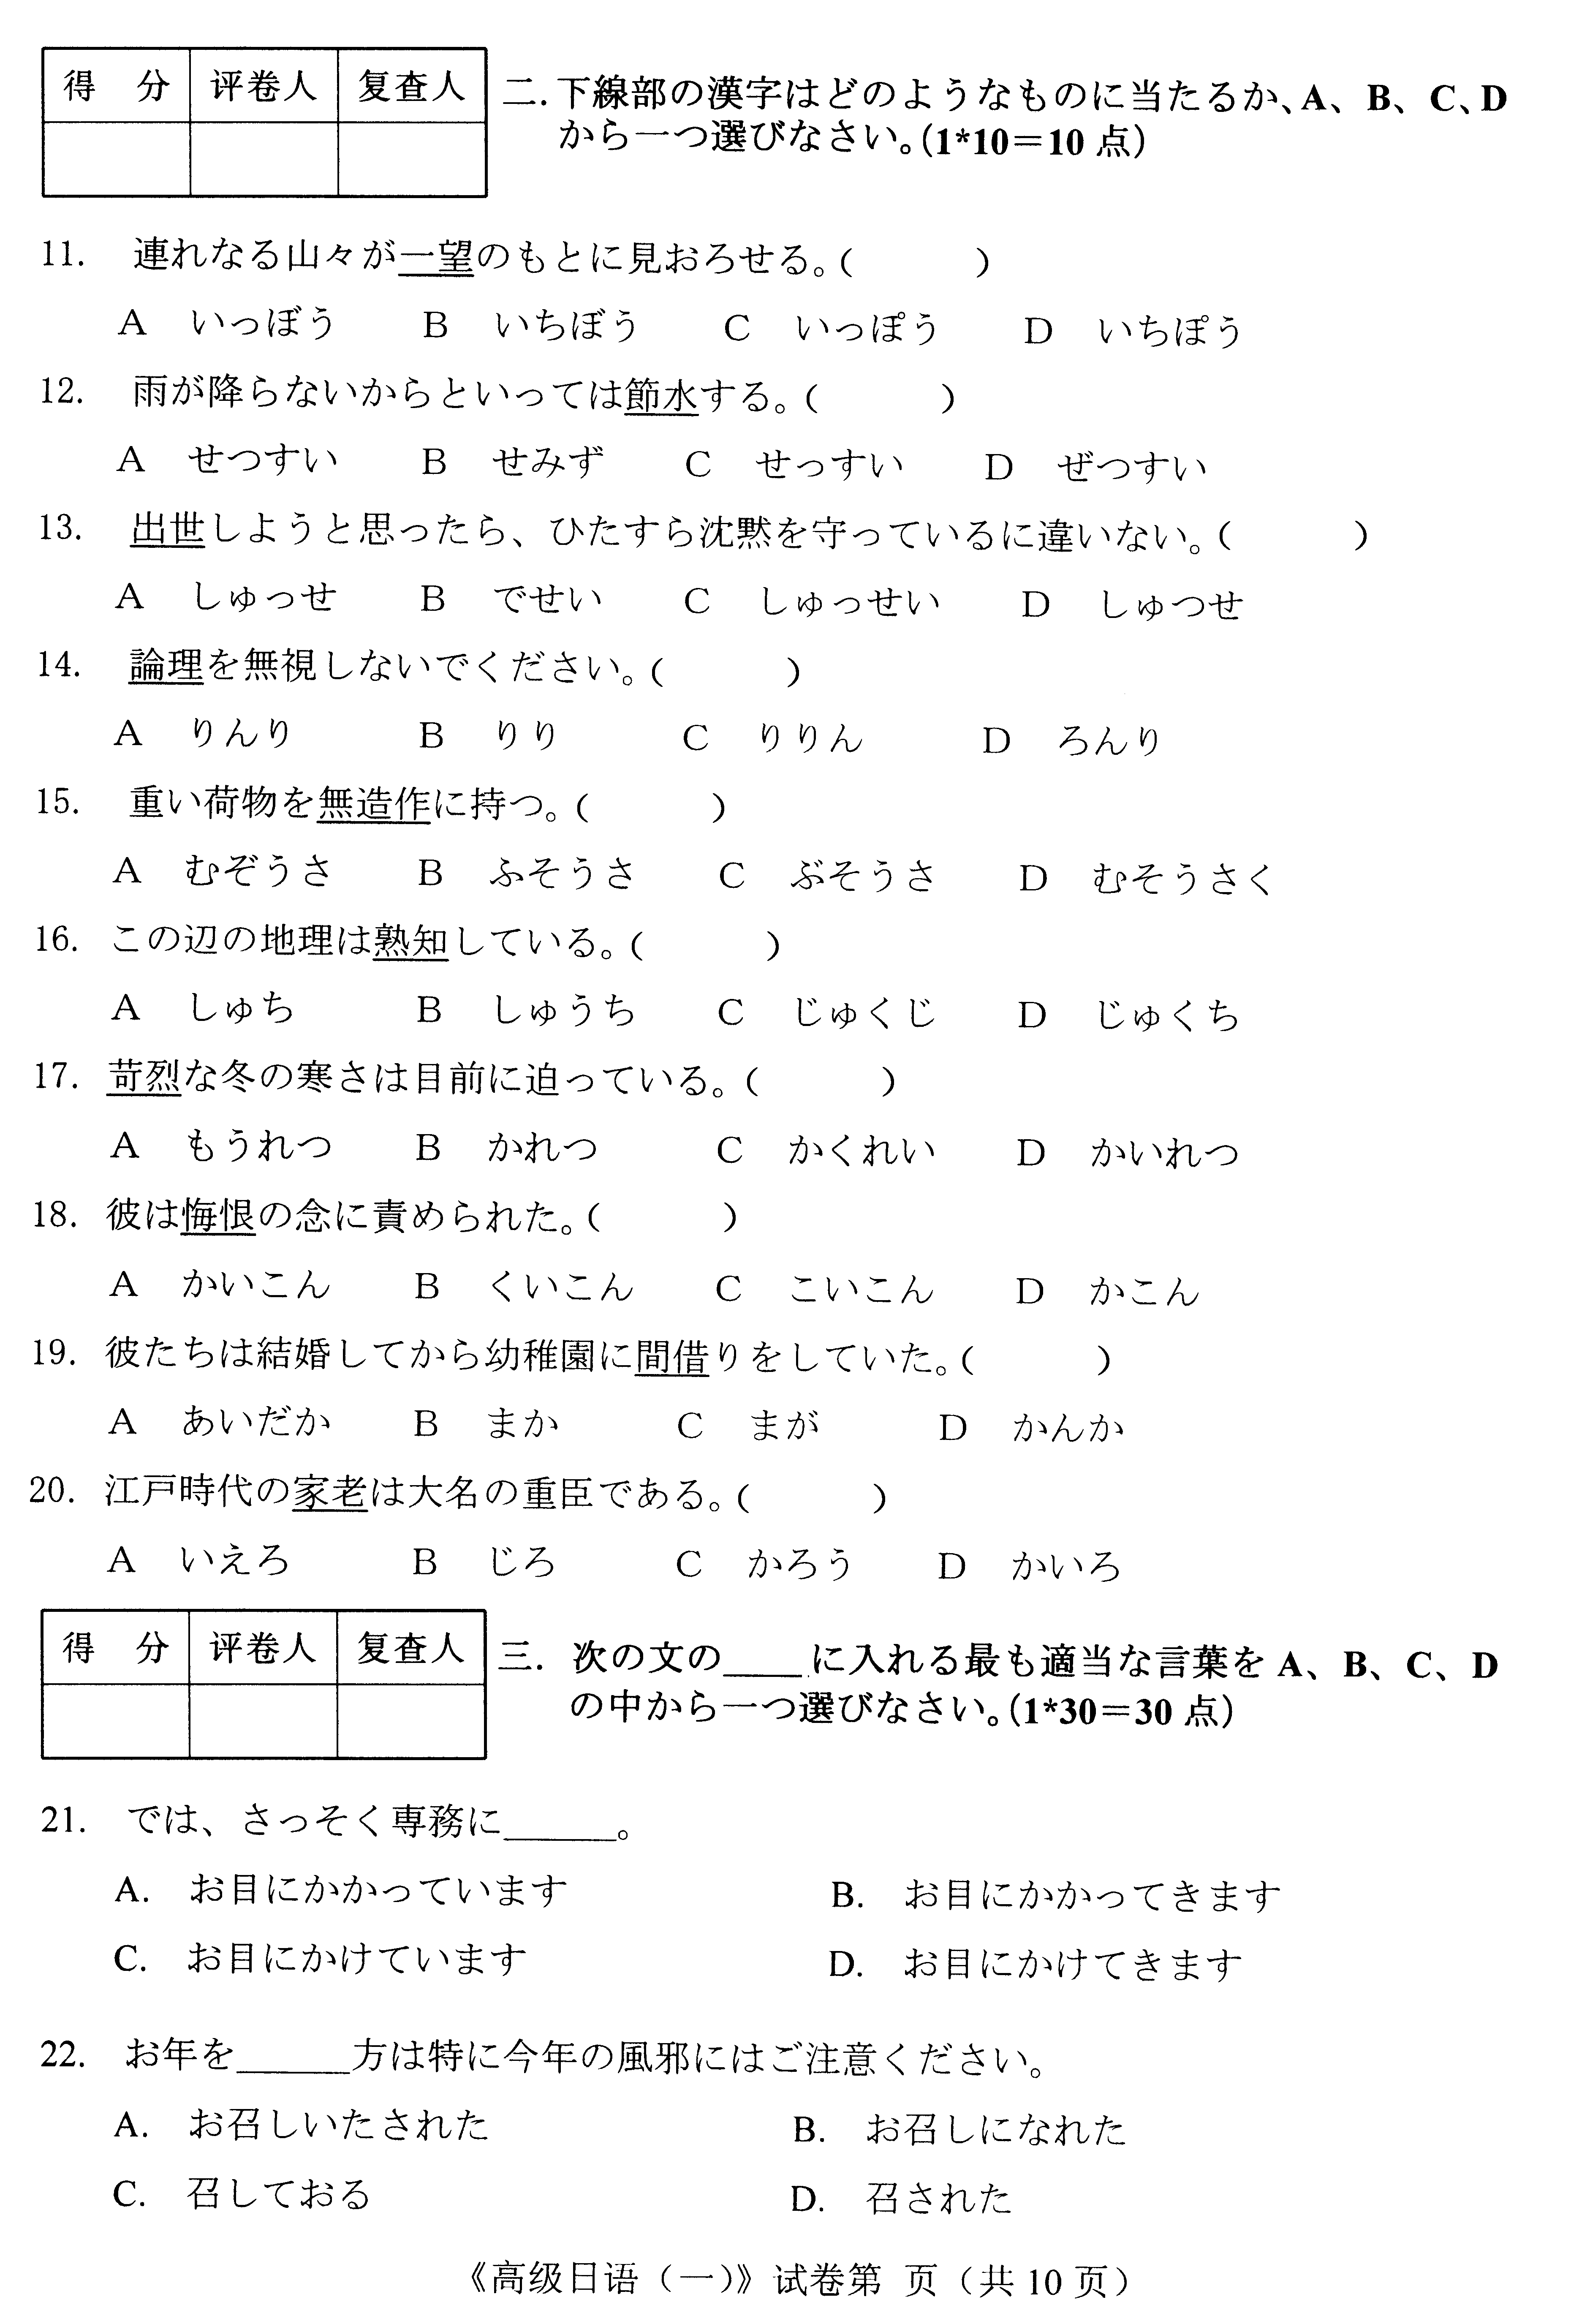 得 分 评卷人 复查人
二.下線部の漢字はどのようなものに当たるか、A、B、C、D
から一つ選びなさい。(1*10=10 点)
11. 連れなる山々が一望のもとに見おろせる。( )
A いっぼう B いちぼう C いっぽう D いちぽう
12. 雨が降らないからといっては節水する。( )
A せつすい B せみず C せっすい D ぜつすい
13. 出世しようと思ったら、ひたすら沈黙を守っているに違いない。( )
A しゅっせ B でせい C しゅっせい D しゅつせ
14. 論理を無視しないでください。( )
A りんり B りり C りりん D ろんり
15. 重い荷物を無造作に持つ。( )
A むぞうさ B ふそうさ C ぶそうさ D むそうさく
16. この辺の地理は熟知している。( )
A しゅち B しゅうち C じゅくじ D じゅくち
17. 苛烈な冬の寒さは目前に迫っている。( )
A もうれつ B かれつ C かくれい D かいれつ
18. 彼は悔恨の念に責められた。( )
A かいこん B くいこん C こいこん D かこん
19. 彼たちは結婚してから幼稚園に間借りをしていた。( )
A あいだか B まか C まが D かんか
20. 江戸時代の家老は大名の重臣である。( )
A いえろ B じろ C かろう D かいろ
得 分 评卷人 复查人
三. 次の文の____に入れる最も適当な言葉を A、B、C、D
の中から一つ選びなさい。(1*30=30 点)
21. では、さっそく専務に______。
A. お目にかかっています B. お目にかかってきます
C. お目にかけています D. お目にかけてきます
22. お年を______方は特に今年の風邪にはご注意ください。
A. お召しいたされた B. お召しになれた
C. 召しておる D. 召された
《高级日语（一）》试卷第 页（共 10 页）